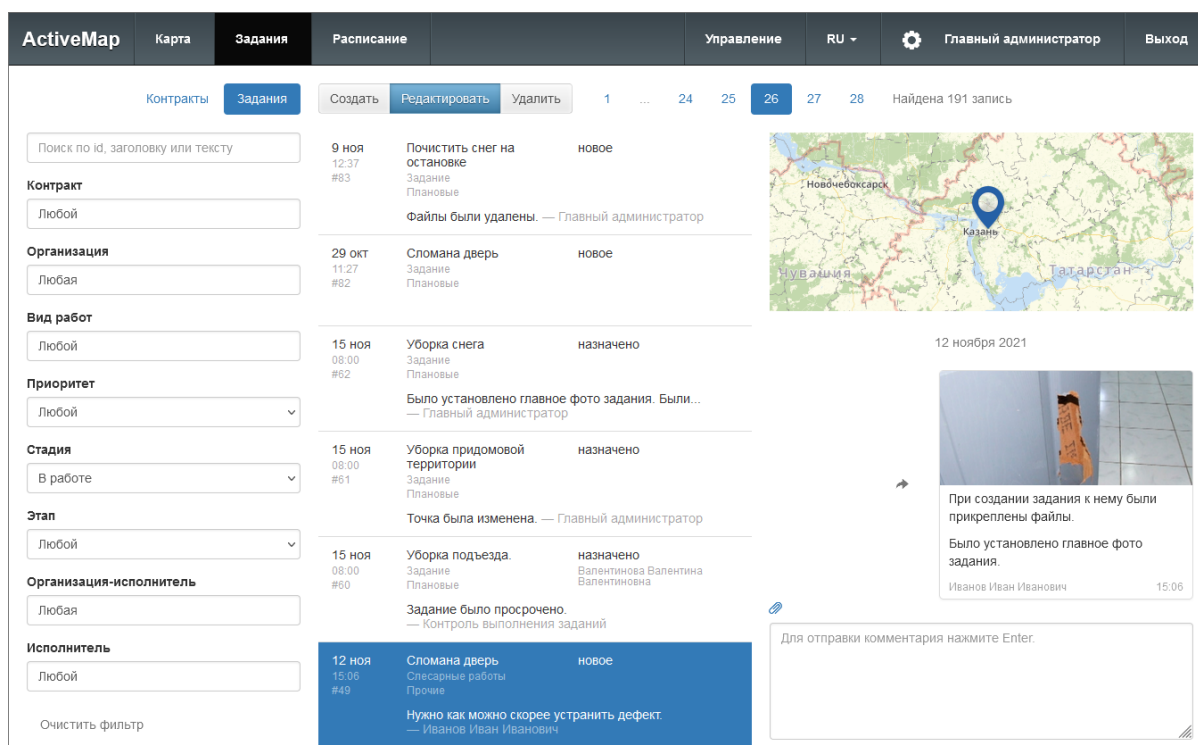 ActiveMap
Карта
Задания
Расписание
Управление
RU
Главный администратор
Выход
Контракты
Задания
Создать
Редактировать
Удалить
1
...
24
25
26
27
28
Найдена 191 запись
Поиск по id, заголовку или тексту
Контракт
Любой
Организация
Любая
Вид работ
Любой
Приоритет
Любой
Стадия
В работе
Этап
Любой
Организация-исполнитель
Любая
Исполнитель
Любой
Очистить фильтр
9 ноя
12:37
#83
Почистить снег на
остановке
Задание
Плановые
новое
Файлы были удалены. — Главный администратор
29 окт
11:27
#82
Сломана дверь
Задание
Плановые
новое
15 ноя
08:00
#62
Уборка снега
Задание
Плановые
назначено
Было установлено главное фото задания. Были...
— Главный администратор
15 ноя
08:00
#61
Уборка придомовой
территории
Задание
Плановые
назначено
Точка была изменена. — Главный администратор
15 ноя
08:00
#60
Уборка подъезда.
Задание
Плановые
назначено
Валентинова Валентина
Валентиновна
Задание было просрочено.
— Контроль выполнения заданий
12 ноя
15:06
#49
Сломана дверь
Слесарные работы
Прочие
новое
Нужно как можно скорее устранить дефект.
— Иванов Иван Иванович
Новочебоксарск
Казань
Чувашия
Татарстан
12 ноября 2021
При создании задания к нему были
прикреплены файлы.
Было установлено главное фото
задания.
Иванов Иван Иванович
15:06
Для отправки комментария нажмите Enter.